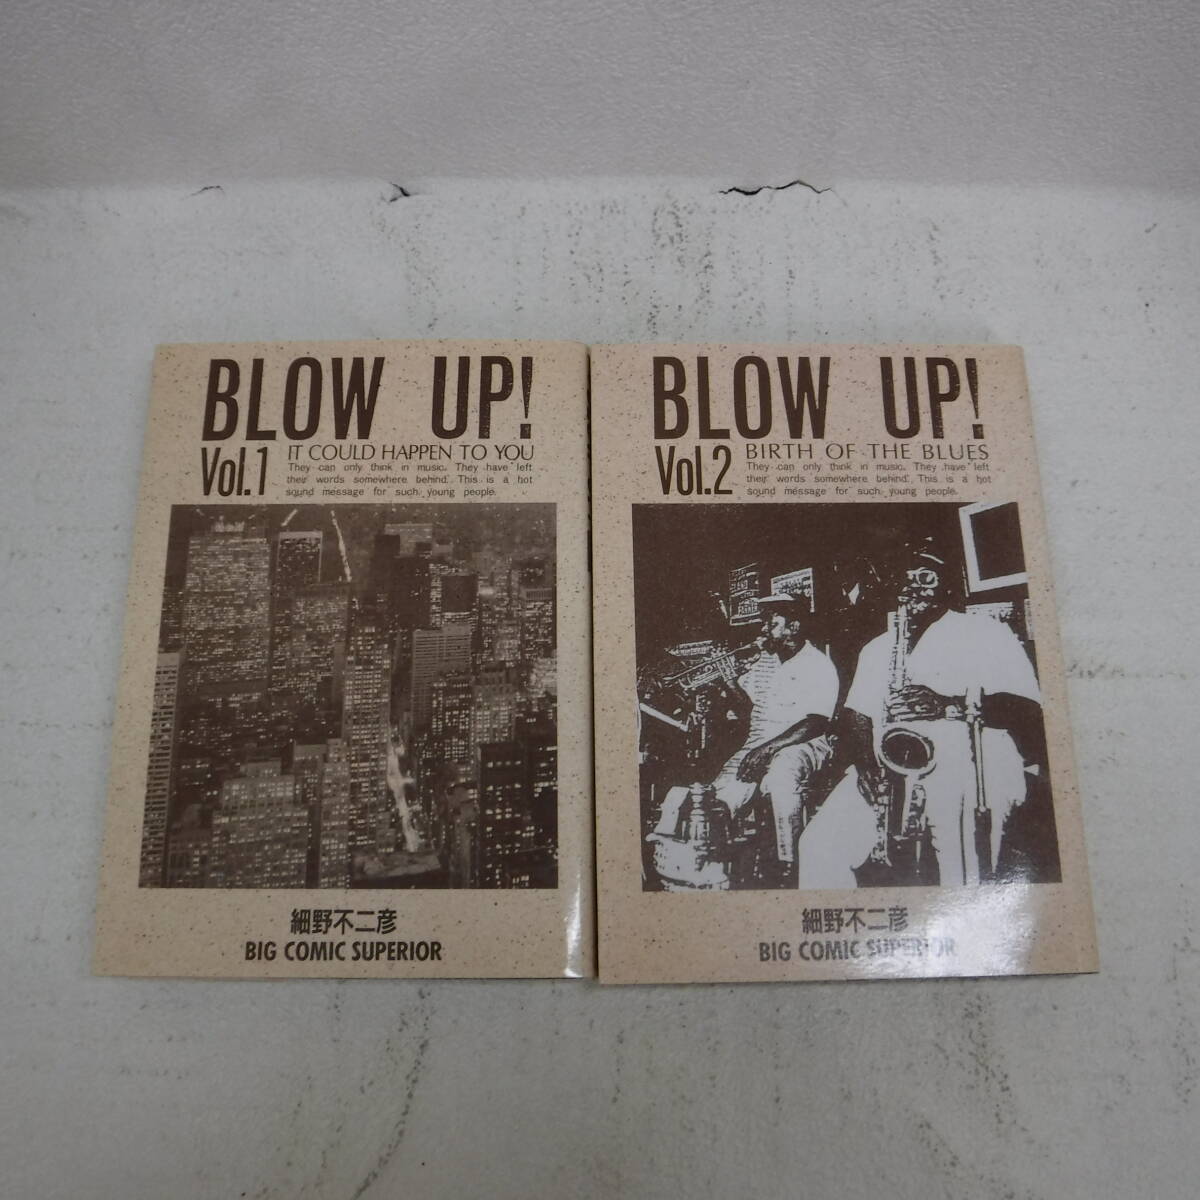 BLOW UP!
Vol.1
IT COULD HAPPEN TO YOU
They can only think in music. They have left
their words somewhere behind. This is a hot
sound message for such young people.
細野不二彦
BIG COMIC SUPERIOR
BLOW UP!
Vol.2
BIRTH OF THE BLUES
They can only think in music. They have left
their words somewhere behind. This is a hot
sound message for such young people.
細野不二彦
BIG COMIC SUPERIOR